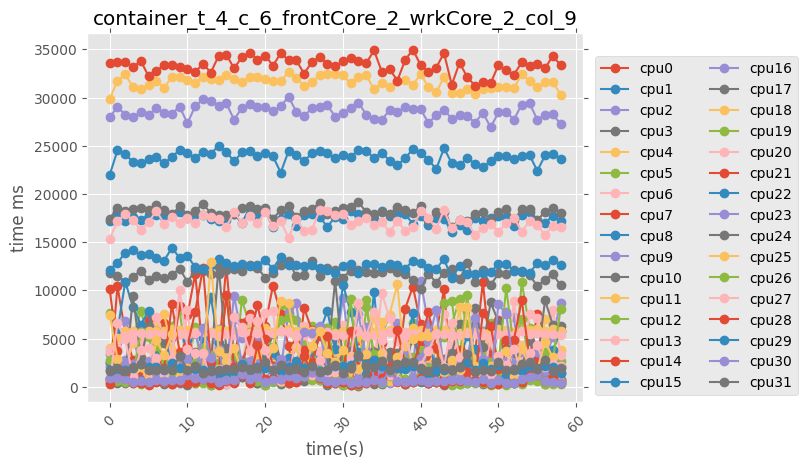 container_t_4_c_6_frontCore_2_wrkCore_2_col_9
time ms
35000
30000
25000
20000
15000
10000
5000
0
0
10
20
30
40
50
60
time(s)
cpu0
cpu1
cpu2
cpu3
cpu4
cpu5
cpu6
cpu7
cpu8
cpu9
cpu10
cpu11
cpu12
cpu13
cpu14
cpu15
cpu16
cpu17
cpu18
cpu19
cpu20
cpu21
cpu22
cpu23
cpu24
cpu25
cpu26
cpu27
cpu28
cpu29
cpu30
cpu31